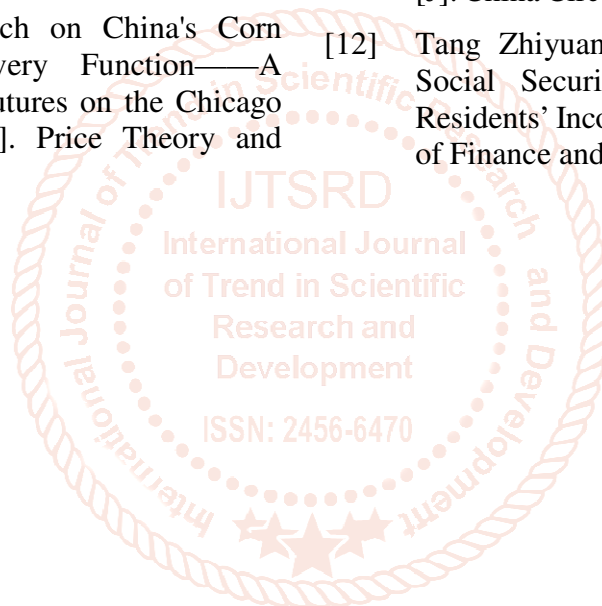 ch on China's Corn
very Function——A
utures on the Chicago
]. Price Theory and
[12] Tang Zhiyuan
Social Securi
Residents' Inco
of Finance and
International Journal of Trend in Scientific Research and Development
IJTSRD
International Journal
of Trend in Scientific
Research and
Development
ISSN: 2456-6470